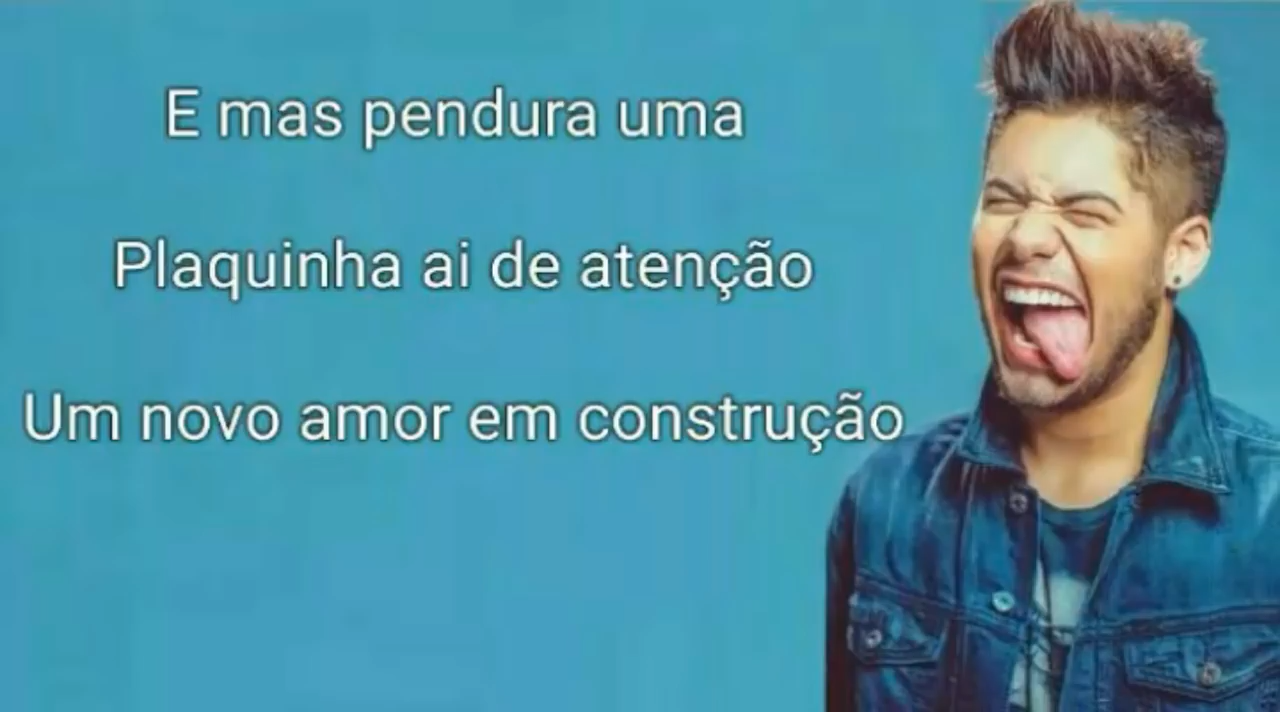 E mas pendura uma
Plaquinha ai de atenção
Um novo amor em construção